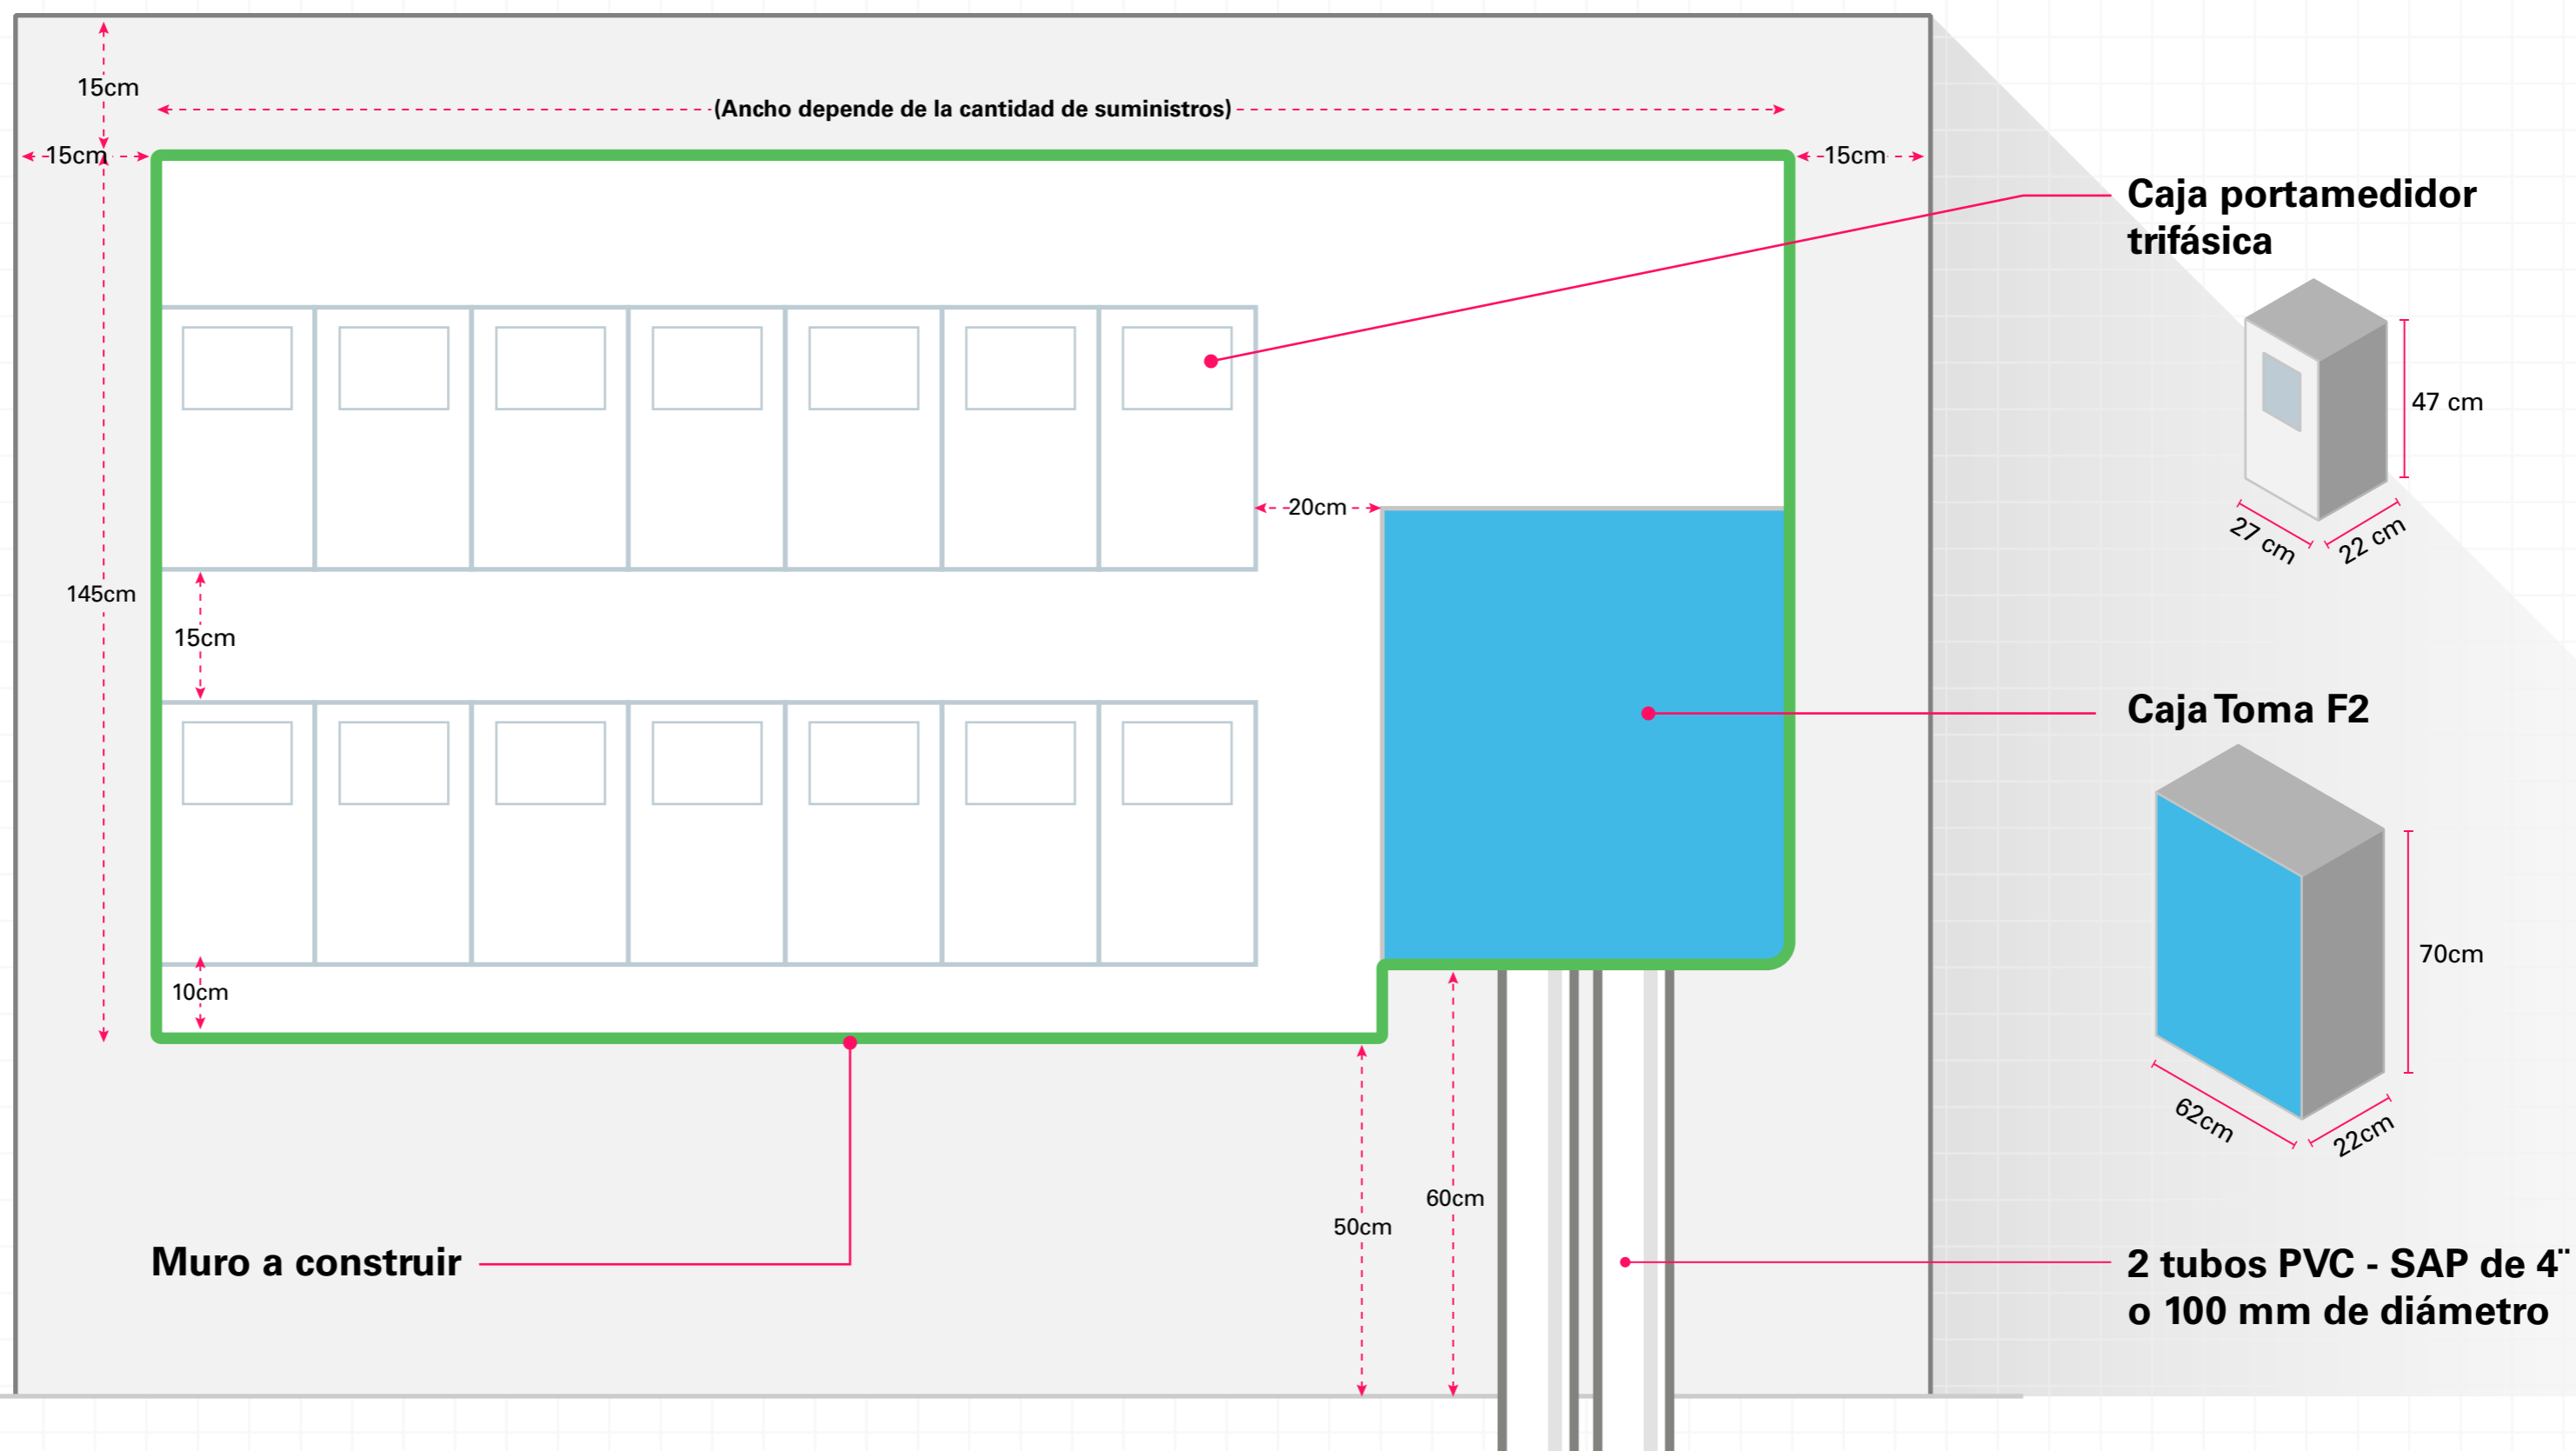 15cm
(Ancho depende de la cantidad de suministros)
15cm
15cm
Caja portamedidor
trifásica
47 cm
27 cm
22 cm
20cm
145cm
15cm
Caja Toma F2
70cm
62cm
22cm
10cm
60cm
50cm
Muro a construir
2 tubos PVC - SAP de 4¨
o 100 mm de diámetro